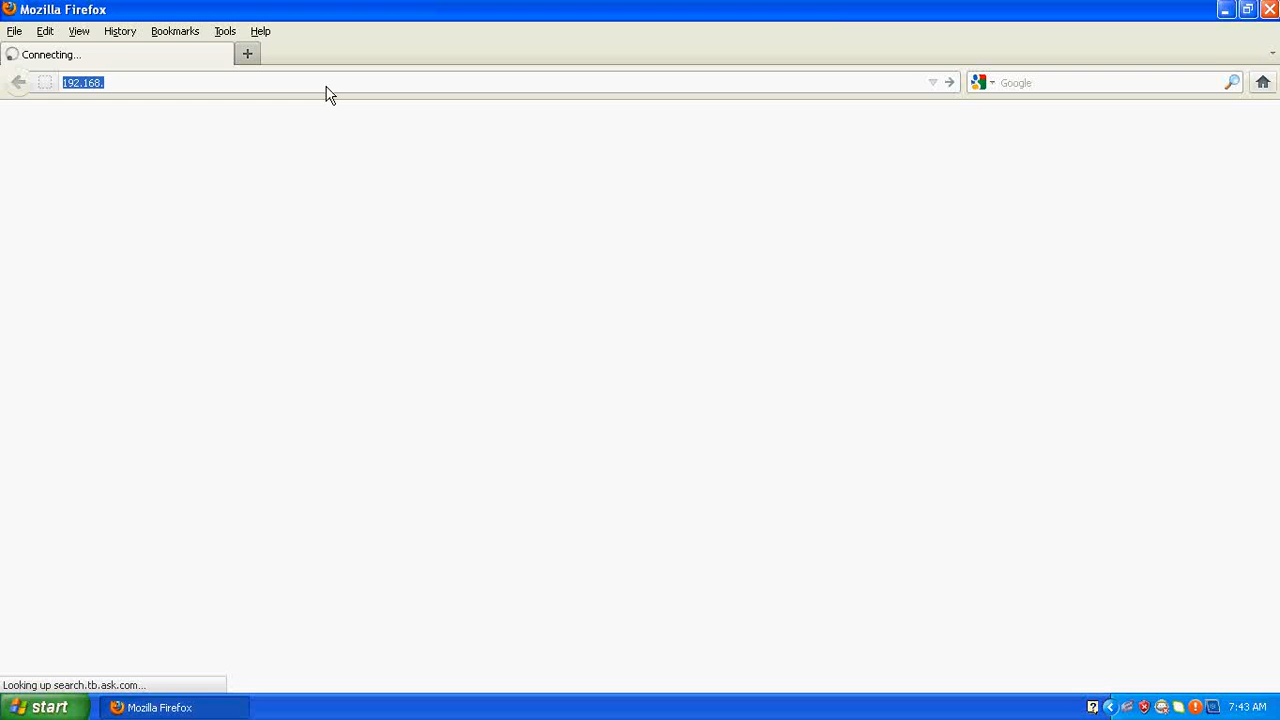 Mozilla Firefox
File Edit View History Bookmarks Tools Help
Connecting...
192.168. Google
Looking up search.tb.ask.com...
start Mozilla Firefox 7:43 AM